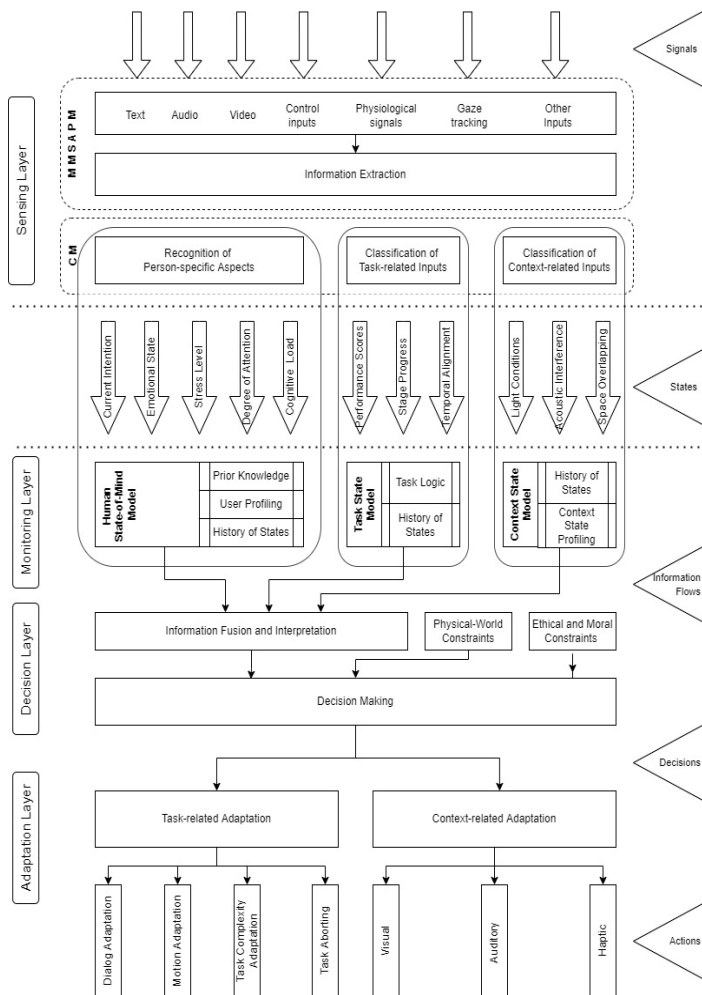 Signals
Sensing Layer
M M S A P M
Text
Audio
Video
Control
inputs
Physiological
signals
Gaze
tracking
Other
Inputs
Information Extraction
C M
Recognition of
Person-specific Aspects
Classification of
Task-related Inputs
Classification of
Context-related Inputs
Current Intention
Emotional State
Stress Level
Degree of Attention
Cognitive Load
Performance Scores
Stage Progress
Temporal Alignment
Light Conditions
Acoustic Interference
Space Overlapping
States
Monitoring Layer
Human
State-of-Mind
Model
Prior Knowledge
User Profiling
History of States
Task State
Model
Task Logic
History of
States
Context State
Model
History of
States
Context
State
Profiling
Information
Flows
Decision Layer
Information Fusion and Interpretation
Physical-World
Constraints
Ethical and Moral
Constraints
Decision Making
Decisions
Adaptation Layer
Task-related Adaptation
Context-related Adaptation
Dialog Adaptation
Motion Adaptation
Task Complexity
Adaptation
Task Aborting
Visual
Auditory
Haptic
Actions